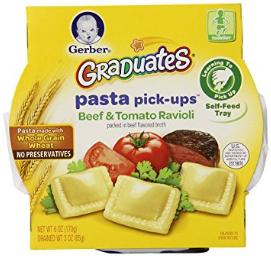 Gerber
GRADUATES
pasta pick-ups
Beef & Tomato Ravioli
packed in beef flavored broth
Learning To
Pick Up
Self-Feed
Tray
Pasta made with
Whole Grain
Wheat
NO PRESERVATIVES
U.S.
NET WT 6 OZ (170g)
DRAINED WT 3 OZ (85g)